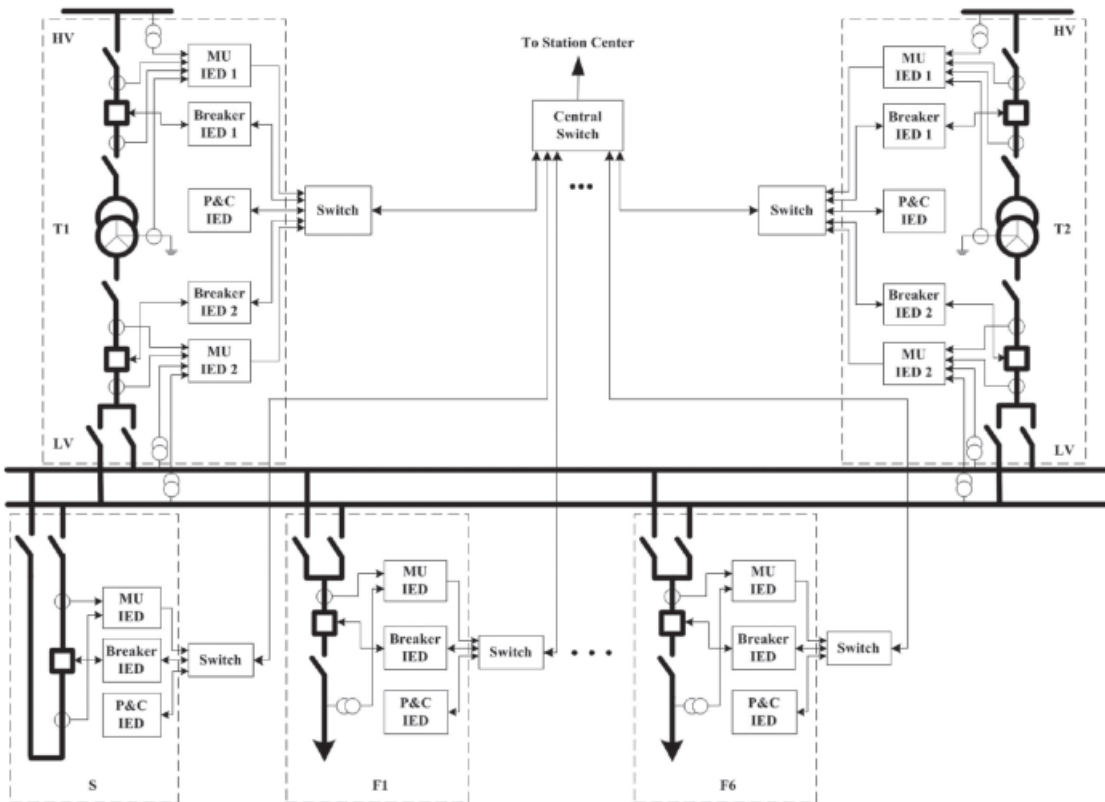 HV
MU
IED 1
Breaker
IED 1
P&C
IED
T1
Switch
Breaker
IED 2
MU
IED 2
LV
To Station Center
Central
Switch
...
HV
MU
IED 1
Breaker
IED 1
P&C
IED
T2
Switch
Breaker
IED 2
MU
IED 2
LV
MU
IED
Breaker
IED
P&C
IED
Switch
S
MU
IED
Breaker
IED
P&C
IED
Switch
F1
...
MU
IED
Breaker
IED
P&C
IED
Switch
F6